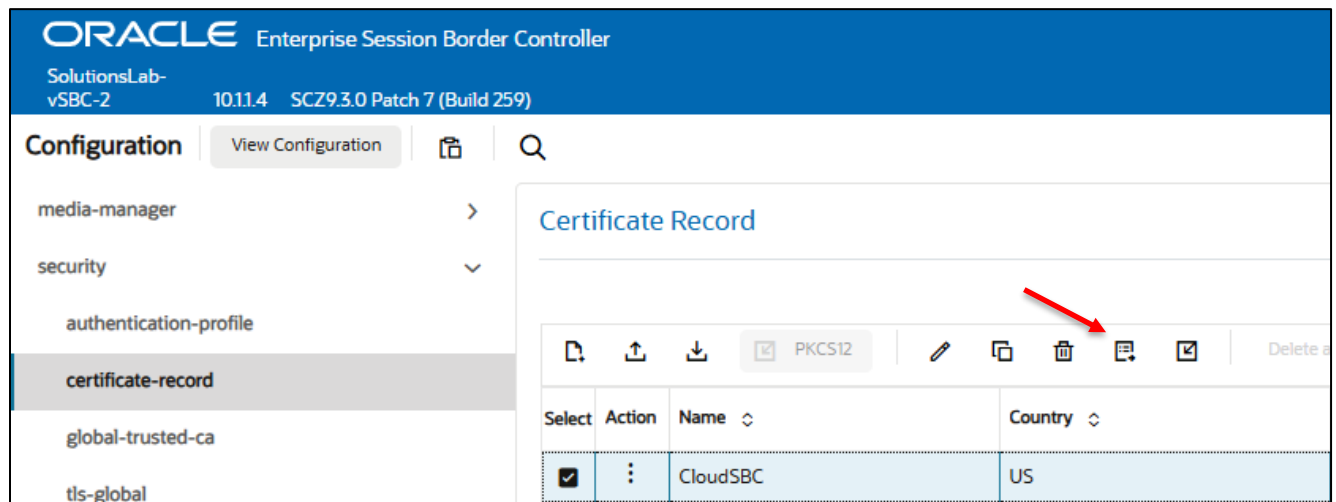 ORACLE Enterprise Session Border Controller
SolutionsLab-
vSBC-2 10.1.1.4 SCZ9.3.0 Patch 7 (Build 259)
Configuration View Configuration
media-manager
Certificate Record
security
authentication-profile
PKCS12 Delete a
certificate-record
Select Action Name Country
global-trusted-ca
CloudSBC US
tls-global